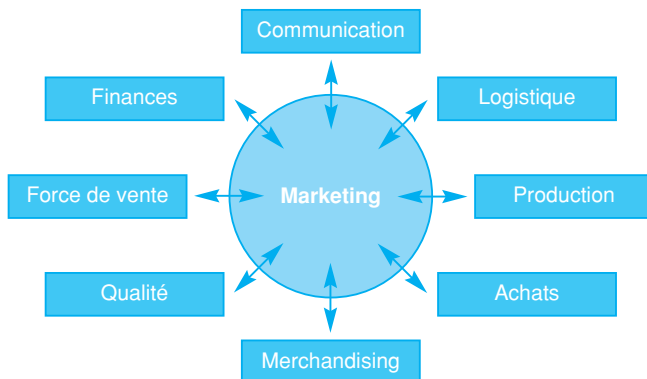 Communication
Finances
Logistique
Force de vente
Marketing
Production
Qualité
Achats
Merchandising